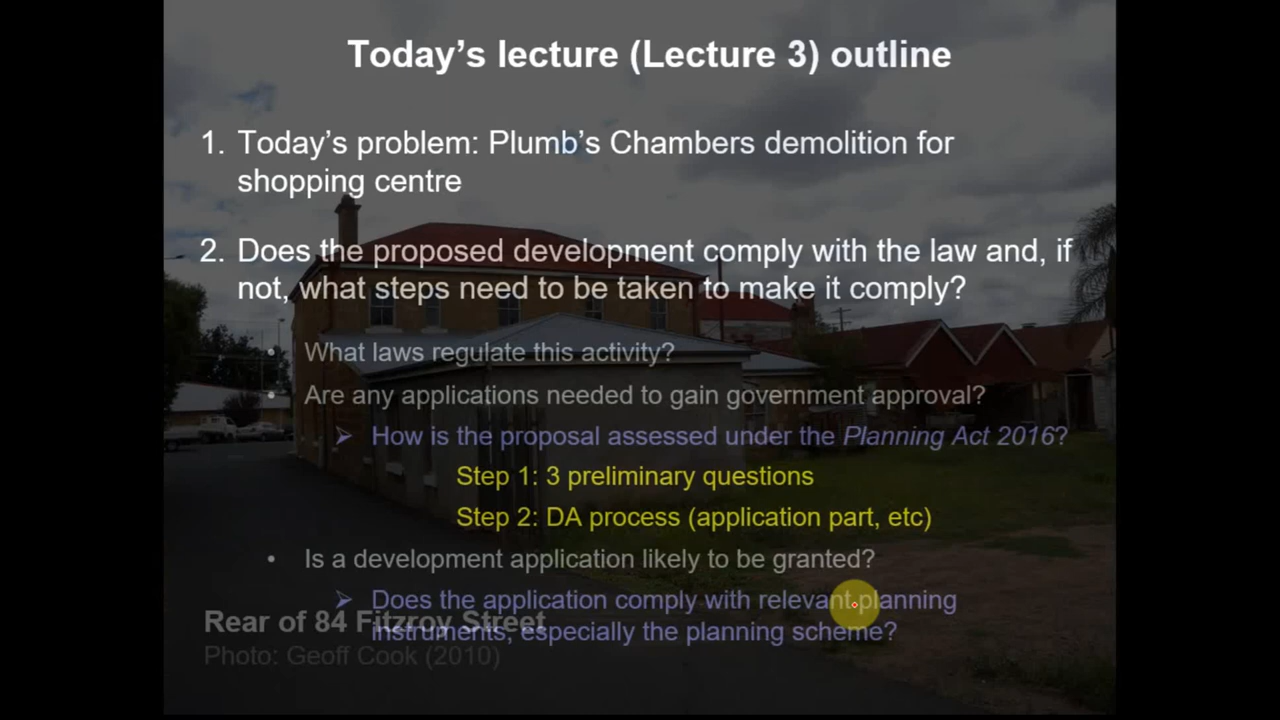 Today's lecture (Lecture 3) outline
1. Today's problem: Plumb's Chambers demolition for
shopping centre
2. Does the proposed development comply with the law and, if
not, what steps need to be taken to make it comply?
• What laws regulate this activity?
• Are any applications needed to gain government approval?
➢ How is the proposal assessed under the Planning Act 2016?
Step 1: 3 preliminary questions
Step 2: DA process (application part, etc)
• Is a development application likely to be granted?
➢ Does the application comply with relevant planning
instruments, especially the planning scheme?
Rear of 84 Fitzroy Street
Photo: Geoff Cook (2010)